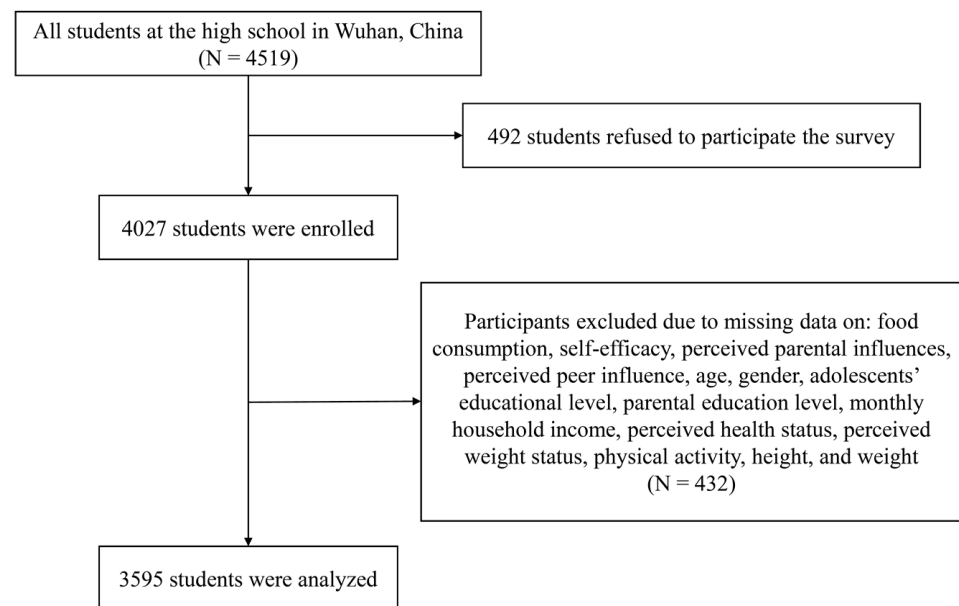 All students at the high school in Wuhan, China
(N = 4519)
492 students refused to participate the survey
4027 students were enrolled
Participants excluded due to missing data on: food
consumption, self-efficacy, perceived parental influences,
perceived peer influence, age, gender, adolescents’
educational level, parental education level, monthly
household income, perceived health status, perceived
weight status, physical activity, height, and weight
(N = 432)
3595 students were analyzed